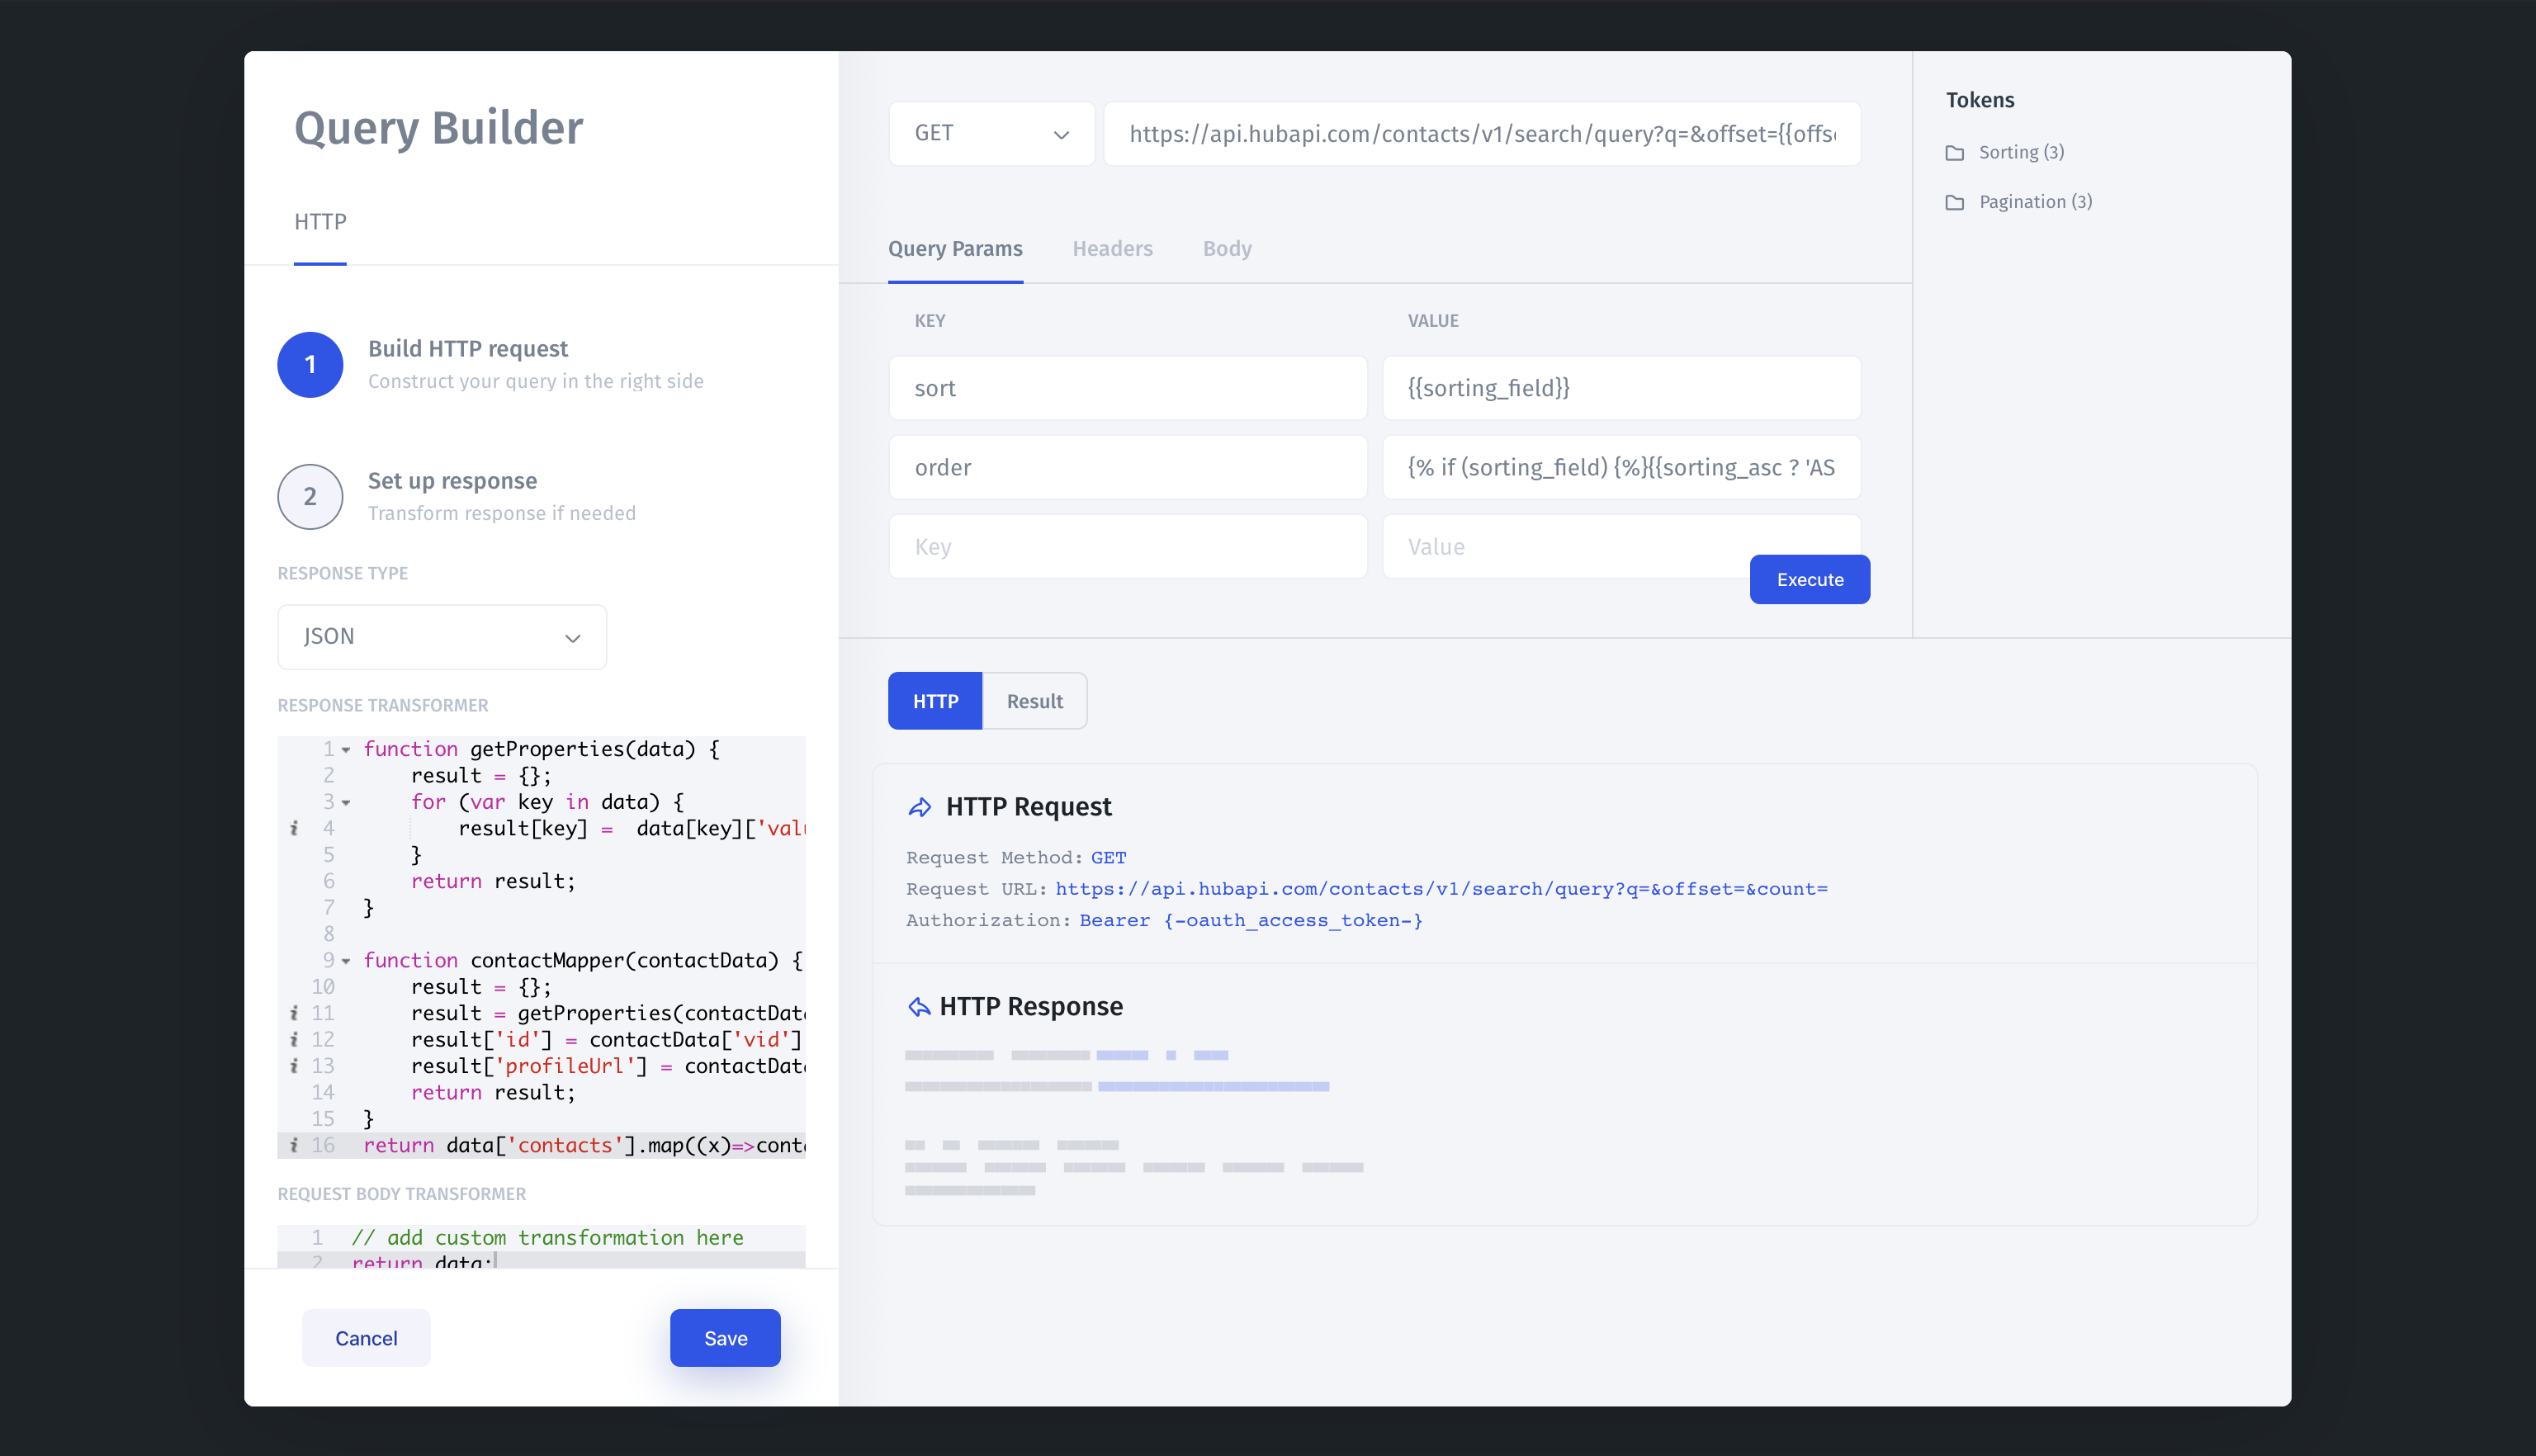 Query Builder
HTTP
1
Build HTTP request
Construct your query in the right side
2
Set up response
Transform response if needed
RESPONSE TYPE
JSON
RESPONSE TRANSFORMER
1 function getProperties(data) {
2 result = {};
3 for (var key in data) {
4 result[key] =  data[key]['valu
5 }
6 return result;
7 }
8
9 function contactMapper(contactData) {
10 result = {};
11 result = getProperties(contactData
12 result['id'] = contactData['vid']
13 result['profileUrl'] = contactData
14 return result;
15 }
16 return data['contacts'].map((x)=>conta
REQUEST BODY TRANSFORMER
1 // add custom transformation here
2 return data;
Cancel
Save
GET
https://api.hubapi.com/contacts/v1/search/query?q=&offset={{offs
Query Params
Headers
Body
KEY
VALUE
sort
{{sorting_field}}
order
{% if (sorting_field) {%}{{sorting_asc ? 'AS
Key
Value
Execute
Tokens
Sorting (3)
Pagination (3)
HTTP
Result
HTTP Request
Request Method: GET
Request URL: https://api.hubapi.com/contacts/v1/search/query?q=&offset=&count=
Authorization: Bearer {-oauth_access_token-}
HTTP Response